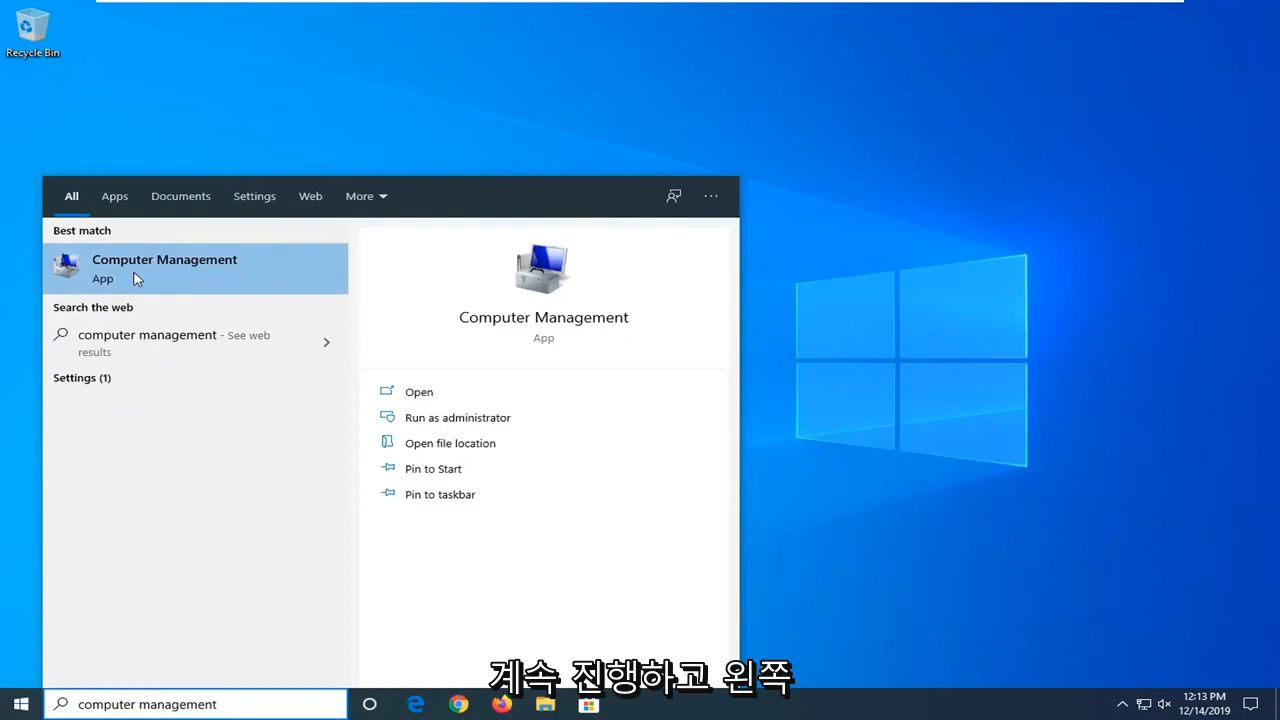 Recycle Bin
All
Apps
Documents
Settings
Web
More
Best match
Computer Management
App
Search the web
computer management - See web
results
Settings (1)
Computer Management
App
Open
Run as administrator
Open file location
Pin to Start
Pin to taskbar
계속 진행하고 왼쪽
computer management
12:13 PM
12/14/2019